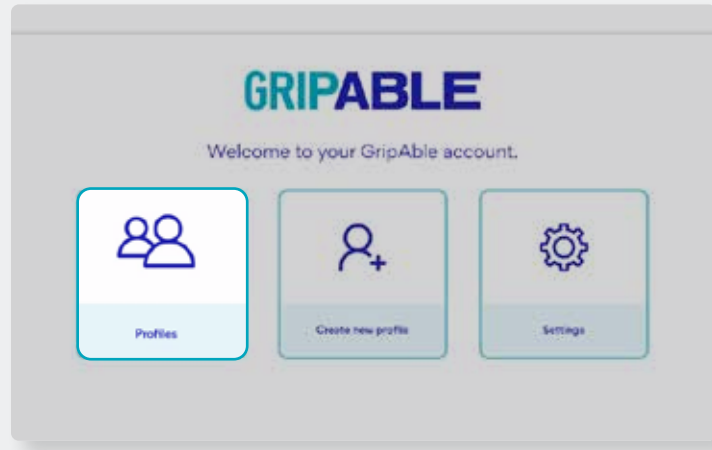 GRIPABLE
Welcome to your GripAble account.
Profiles
Create new profile
Settings